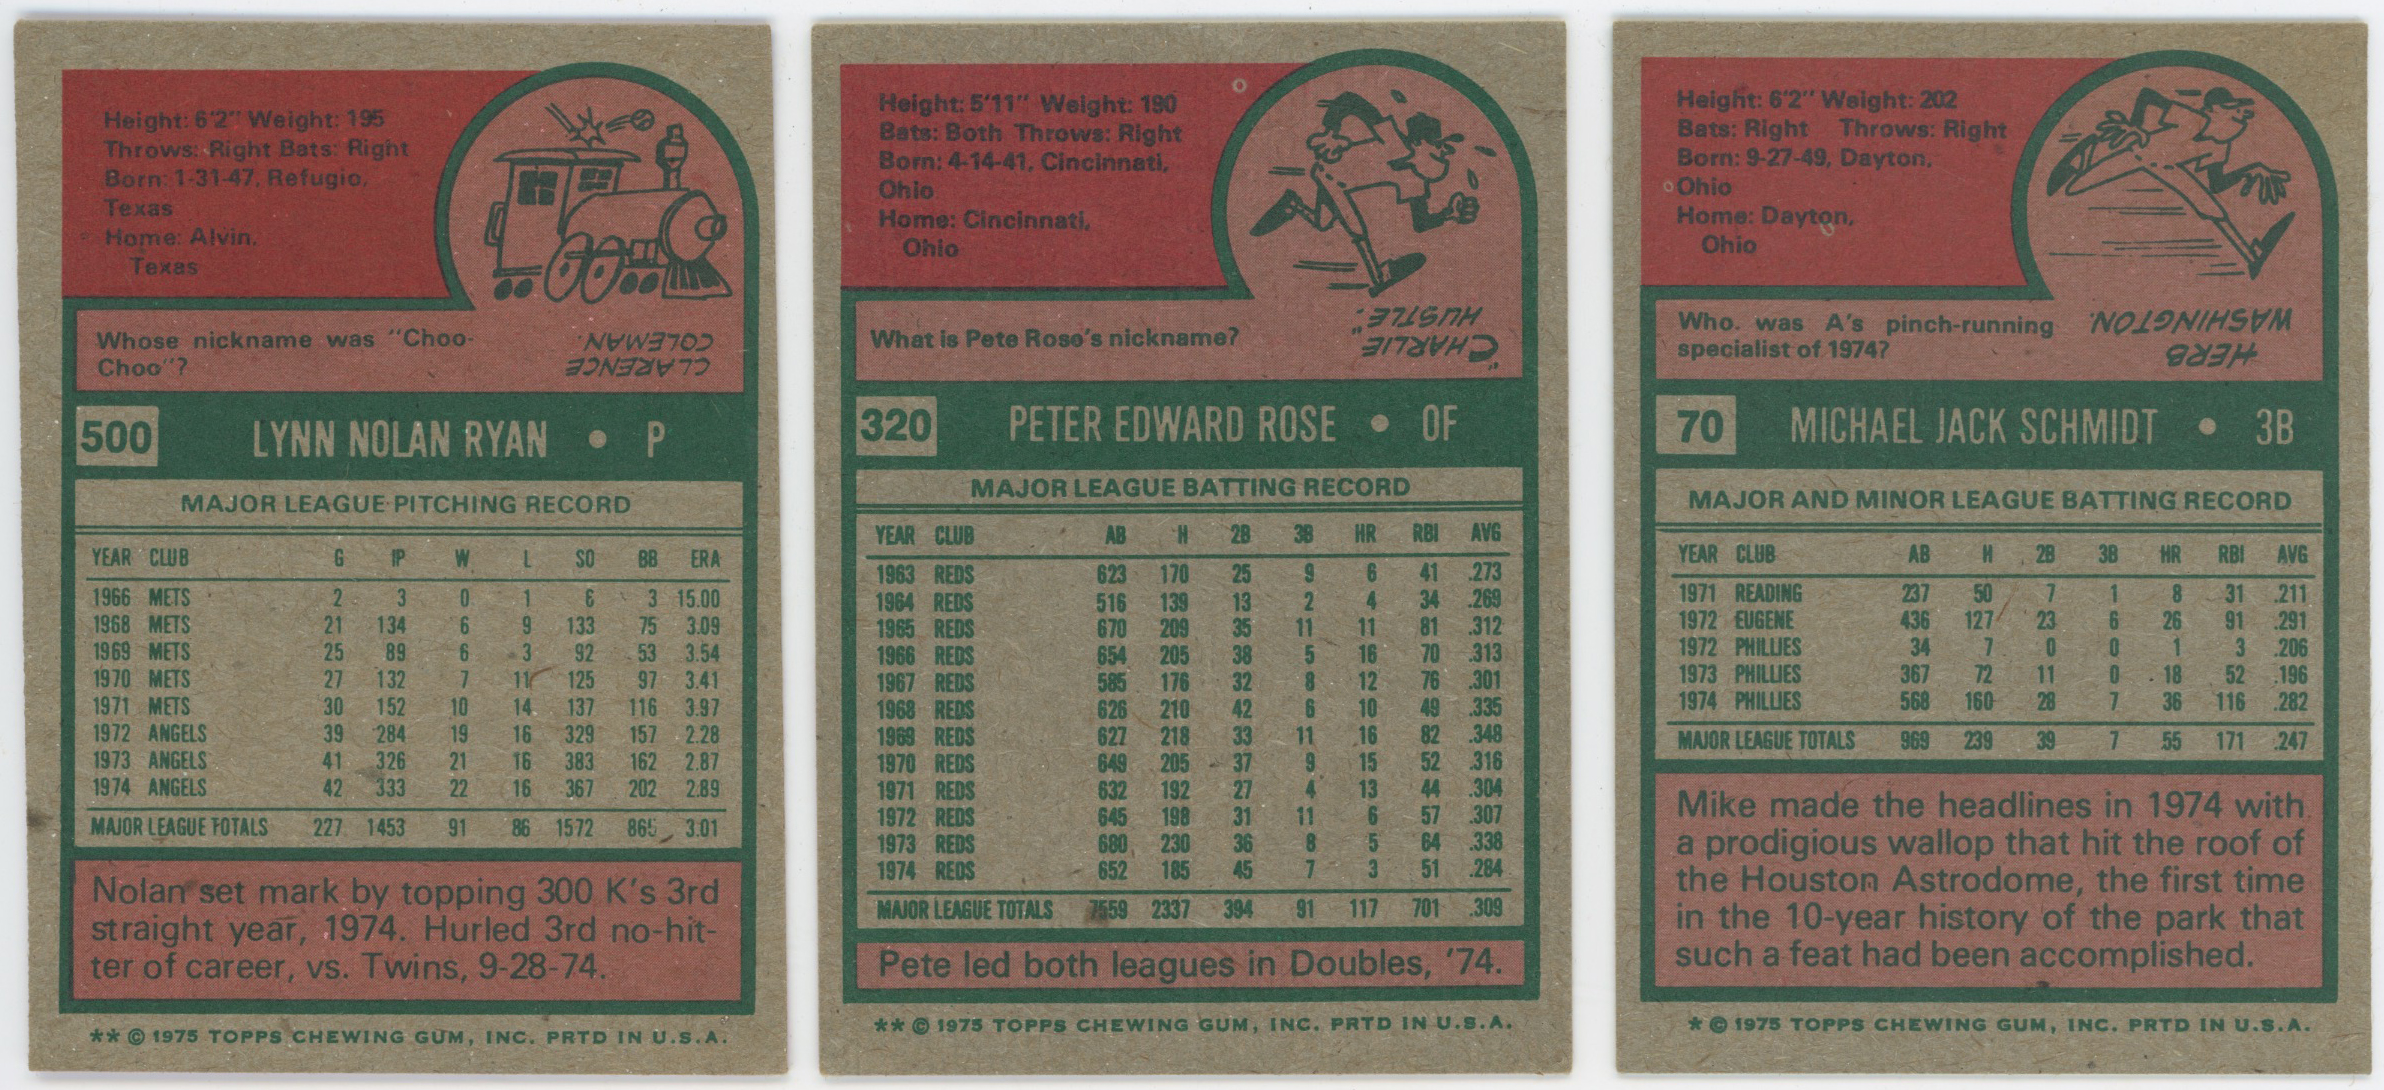 Height: 6'2" Weight: 195
Throws: Right Bats: Right
Born: 1-31-47, Refugio,
Texas
Home: Alvin,
Texas
Whose nickname was "Choo-
Choo"?
CLARENCE
COLEMAN.
500 LYNN NOLAN RYAN • P
MAJOR LEAGUE PITCHING RECORD
YEAR CLUB G IP W L SO BB ERA
1966 METS 2 3 0 1 6 3 15.00
1968 METS 21 134 6 9 133 75 3.09
1969 METS 25 89 6 3 92 53 3.54
1970 METS 27 132 7 11 125 97 3.41
1971 METS 30 152 10 14 137 116 3.97
1972 ANGELS 39 284 19 16 329 157 2.28
1973 ANGELS 41 326 21 16 383 162 2.87
1974 ANGELS 42 333 22 16 367 202 2.89
MAJOR LEAGUE TOTALS 227 1453 91 86 1572 865 3.01
Nolan set mark by topping 300 K's 3rd
straight year, 1974. Hurled 3rd no-hit-
ter of career, vs. Twins, 9-28-74.
** © 1975 TOPPS CHEWING GUM, INC. PRTD IN U.S.A.
Height: 5'11" Weight: 190
Bats: Both Throws: Right
Born: 4-14-41, Cincinnati,
Ohio
Home: Cincinnati,
Ohio
What is Pete Rose's nickname?
"CHARLIE
HUSTLE."
320 PETER EDWARD ROSE • OF
MAJOR LEAGUE BATTING RECORD
YEAR CLUB AB H 2B 3B HR RBI AVG
1963 REDS 623 170 25 9 6 41 .273
1964 REDS 516 139 13 2 4 34 .269
1965 REDS 670 209 35 11 11 81 .312
1966 REDS 654 205 38 5 16 70 .313
1967 REDS 585 176 32 8 12 76 .301
1968 REDS 626 210 42 6 10 49 .335
1969 REDS 627 218 33 11 16 82 .348
1970 REDS 649 205 37 9 15 52 .316
1971 REDS 632 192 27 4 13 44 .304
1972 REDS 645 198 31 11 6 57 .307
1973 REDS 680 230 36 8 5 64 .338
1974 REDS 652 185 45 7 3 51 .284
MAJOR LEAGUE TOTALS 7559 2337 394 91 117 701 .309
Pete led both leagues in Doubles, '74.
** © 1975 TOPPS CHEWING GUM, INC. PRTD IN U.S.A.
Height: 6'2" Weight: 202
Bats: Right Throws: Right
Born: 9-27-49, Dayton,
Ohio
Home: Dayton,
Ohio
Who. was A's pinch-running
specialist of 1974?
HERB
WASHINGTON.
70 MICHAEL JACK SCHMIDT • 3B
MAJOR AND MINOR LEAGUE BATTING RECORD
YEAR CLUB AB H 2B 3B HR RBI AVG
1971 READING 237 50 7 1 8 31 .211
1972 EUGENE 436 127 23 6 26 91 .291
1972 PHILLIES 34 7 0 0 1 3 .206
1973 PHILLIES 367 72 11 0 18 52 .196
1974 PHILLIES 568 160 28 7 36 116 .282
MAJOR LEAGUE TOTALS 969 239 39 7 55 171 .247
Mike made the headlines in 1974 with
a prodigious wallop that hit the roof of
the Houston Astrodome, the first time
in the 10-year history of the park that
such a feat had been accomplished.
* © 1975 TOPPS CHEWING GUM, INC. PRTD IN U.S.A.